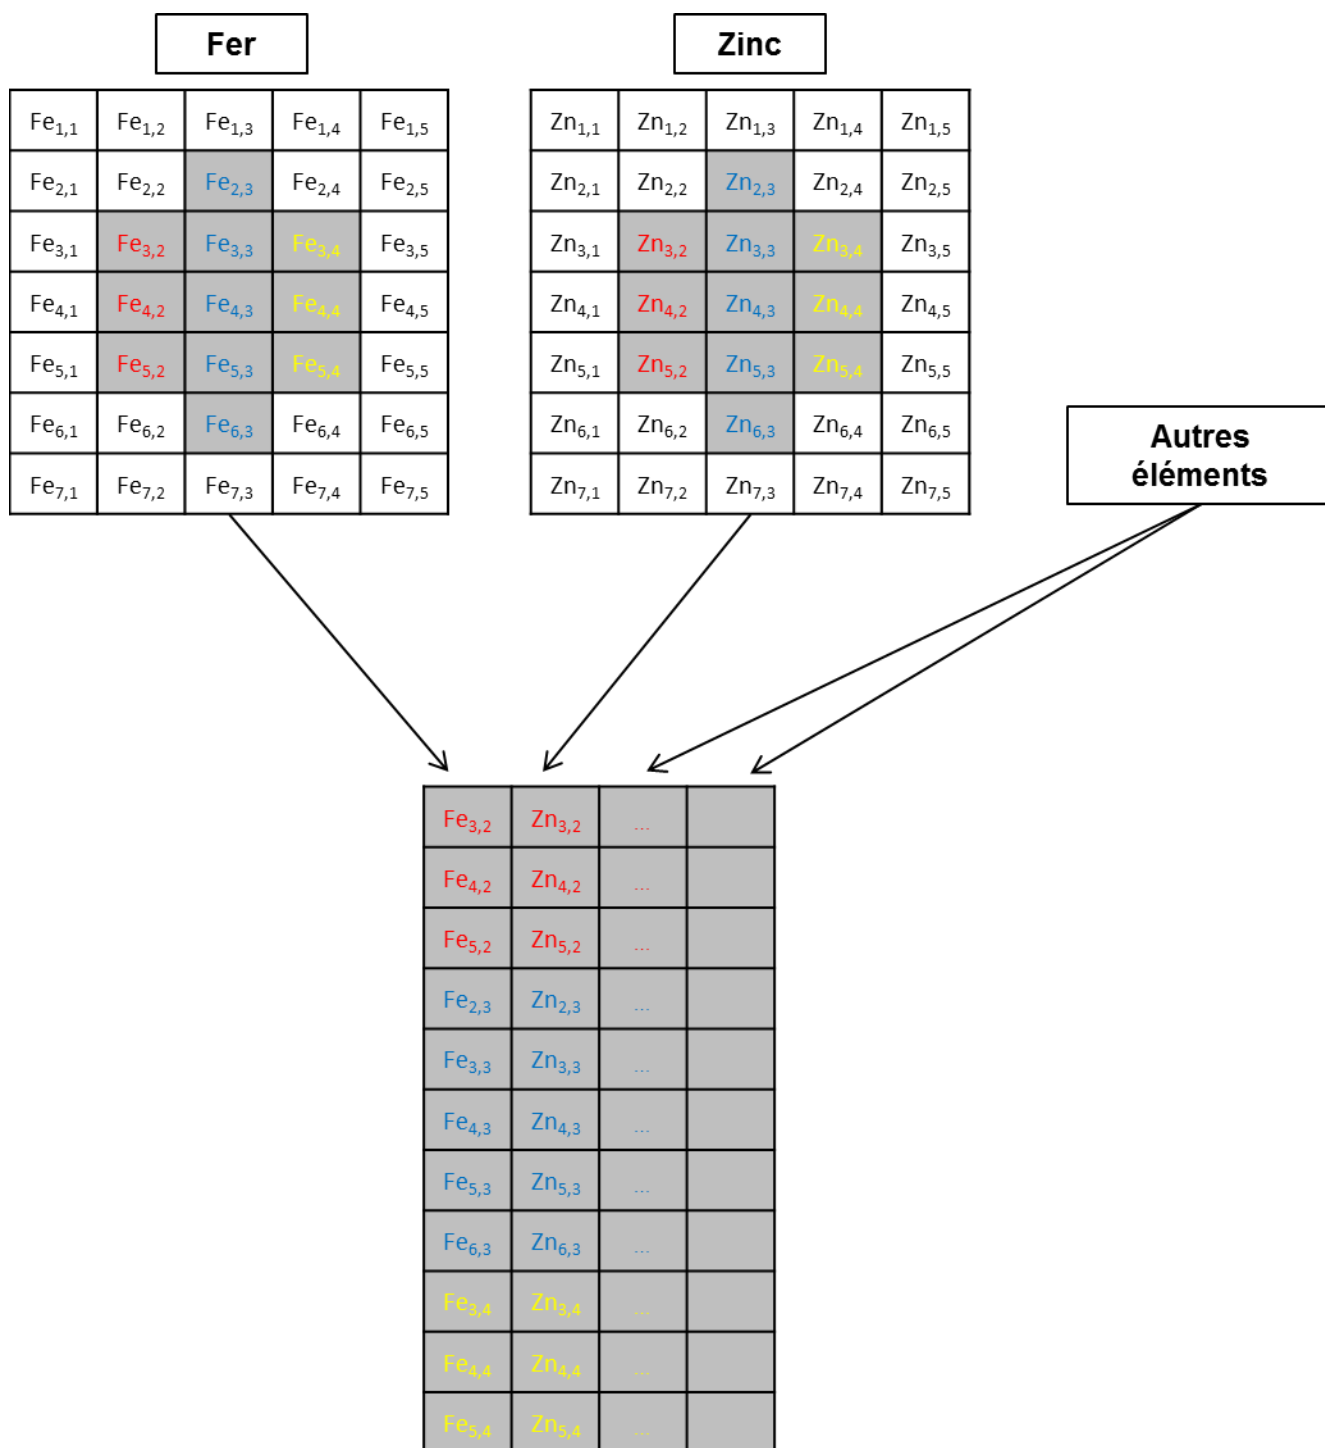 Fer
Zinc
Fe1,1 Fe1,2 Fe1,3 Fe1,4 Fe1,5
Fe2,1 Fe2,2 Fe2,3 Fe2,4 Fe2,5
Fe3,1 Fe3,2 Fe3,3 Fe3,4 Fe3,5
Fe4,1 Fe4,2 Fe4,3 Fe4,4 Fe4,5
Fe5,1 Fe5,2 Fe5,3 Fe5,4 Fe5,5
Fe6,1 Fe6,2 Fe6,3 Fe6,4 Fe6,5
Fe7,1 Fe7,2 Fe7,3 Fe7,4 Fe7,5
Zn1,1 Zn1,2 Zn1,3 Zn1,4 Zn1,5
Zn2,1 Zn2,2 Zn2,3 Zn2,4 Zn2,5
Zn3,1 Zn3,2 Zn3,3 Zn3,4 Zn3,5
Zn4,1 Zn4,2 Zn4,3 Zn4,4 Zn4,5
Zn5,1 Zn5,2 Zn5,3 Zn5,4 Zn5,5
Zn6,1 Zn6,2 Zn6,3 Zn6,4 Zn6,5
Zn7,1 Zn7,2 Zn7,3 Zn7,4 Zn7,5
Autres
éléments
Fe3,2 Zn3,2 ...
Fe4,2 Zn4,2 ...
Fe5,2 Zn5,2 ...
Fe2,3 Zn2,3 ...
Fe3,3 Zn3,3 ...
Fe4,3 Zn4,3 ...
Fe5,3 Zn5,3 ...
Fe6,3 Zn6,3 ...
Fe3,4 Zn3,4 ...
Fe4,4 Zn4,4 ...
Fe5,4 Zn5,4 ...